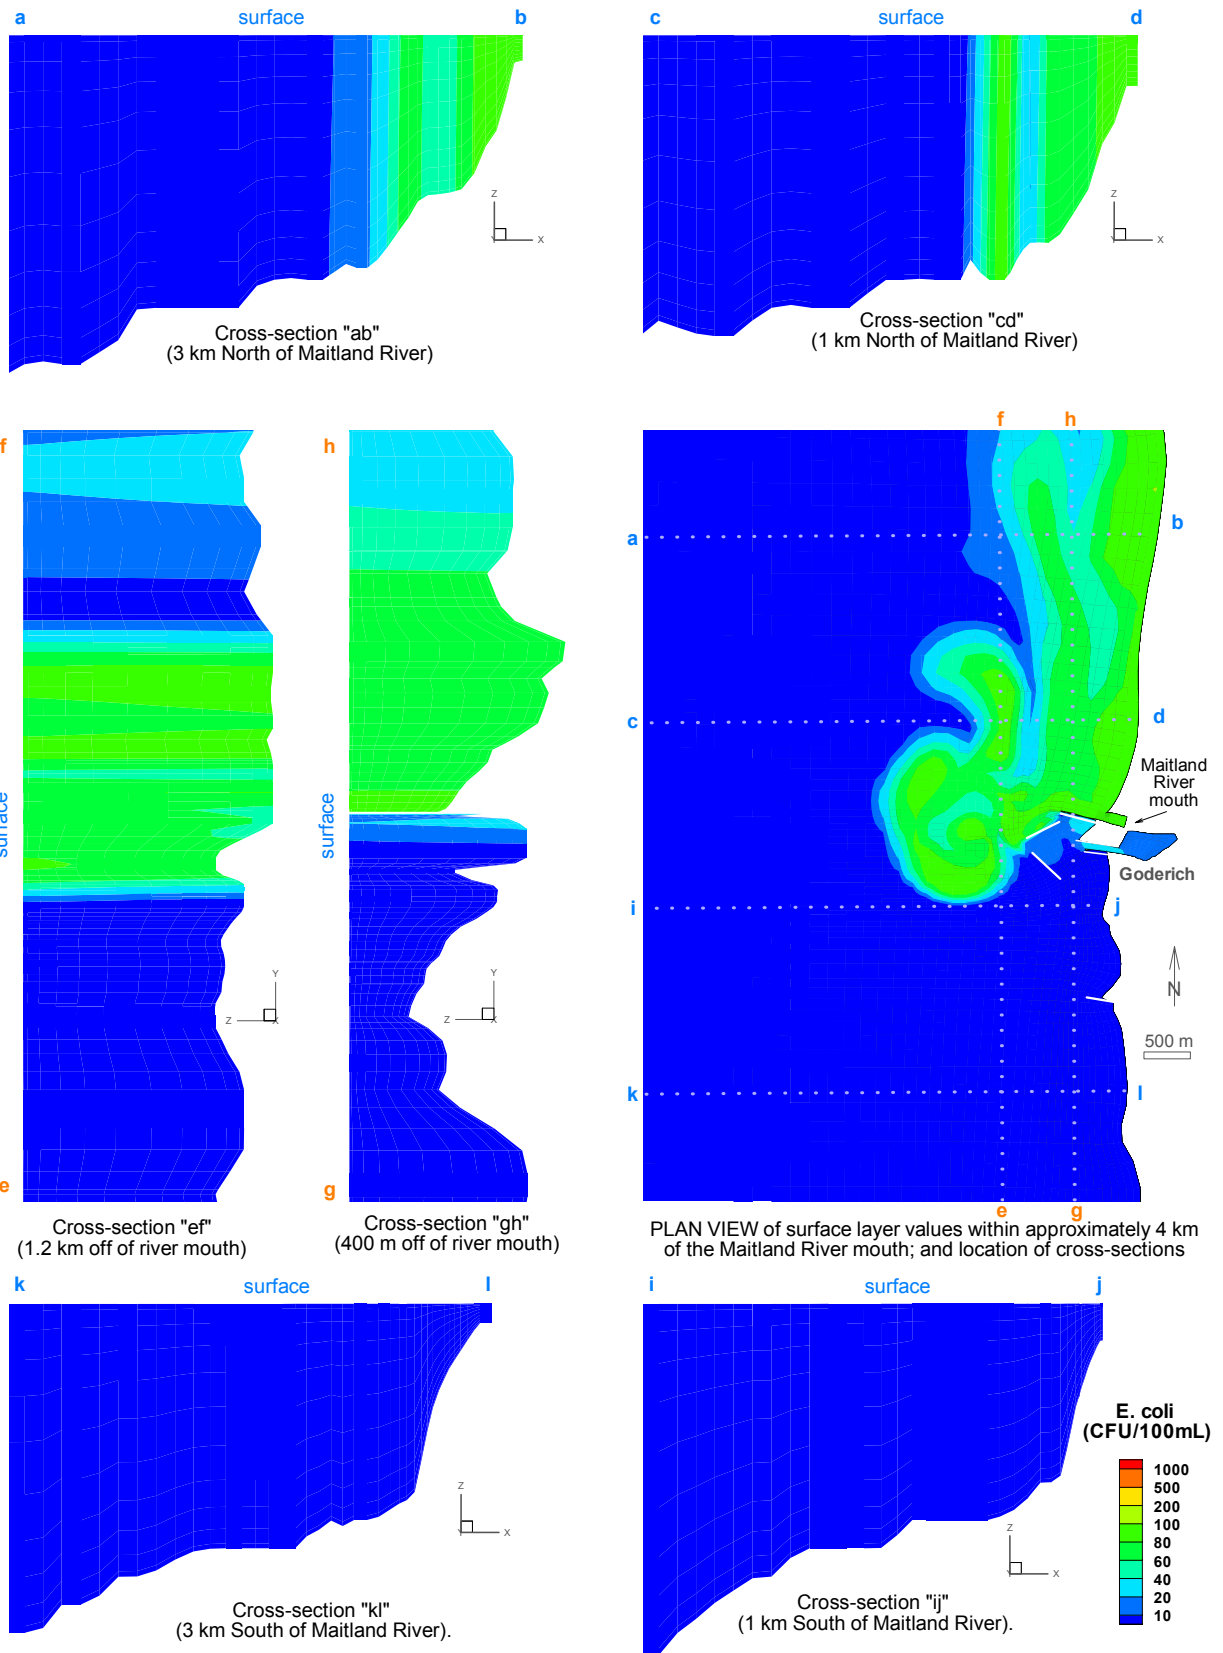 a surface b
c surface d
Z
X
Y
Z
X
Y
Cross-section "ab"
(3 km North of Maitland River)
Cross-section "cd"
(1 km North of Maitland River)
f
h
surface
surface
Y
Z
X
Y
Z
X
e
g
Cross-section "ef"
(1.2 km off of river mouth)
Cross-section "gh"
(400 m off of river mouth)
f h
a
b
c
d
Maitland
River
mouth
Goderich
i
j
N
500 m
k
l
e g
PLAN VIEW of surface layer values within approximately 4 km
of the Maitland River mouth; and location of cross-sections
k surface l
i surface j
Z
X
Y
Z
X
Y
Cross-section "kl"
(3 km South of Maitland River).
Cross-section "ij"
(1 km South of Maitland River).
E. coli
(CFU/100mL)
1000
500
200
100
80
60
40
20
10